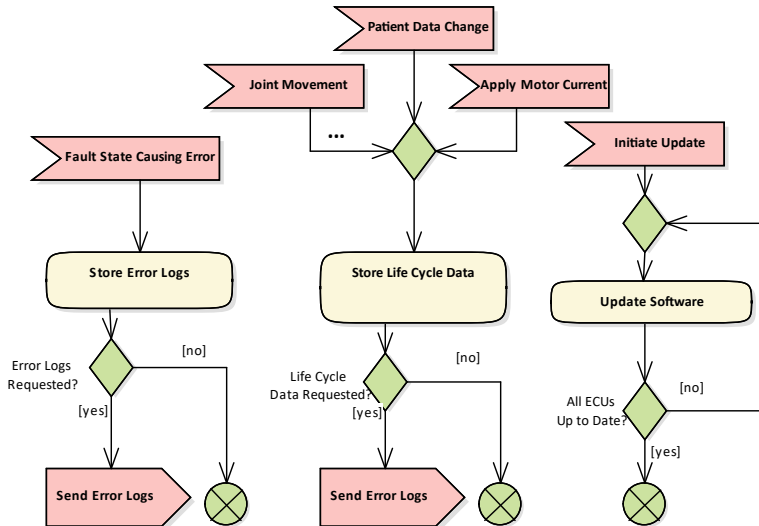 Patient Data Change
Joint Movement
Apply Motor Current
...
Fault State Causing Error
Initiate Update
Store Error Logs
Store Life Cycle Data
Update Software
Error Logs
Requested?
[no]
[yes]
Life Cycle
Data Requested?
[no]
[yes]
All ECUs
Up to Date?
[no]
[yes]
Send Error Logs
Send Error Logs